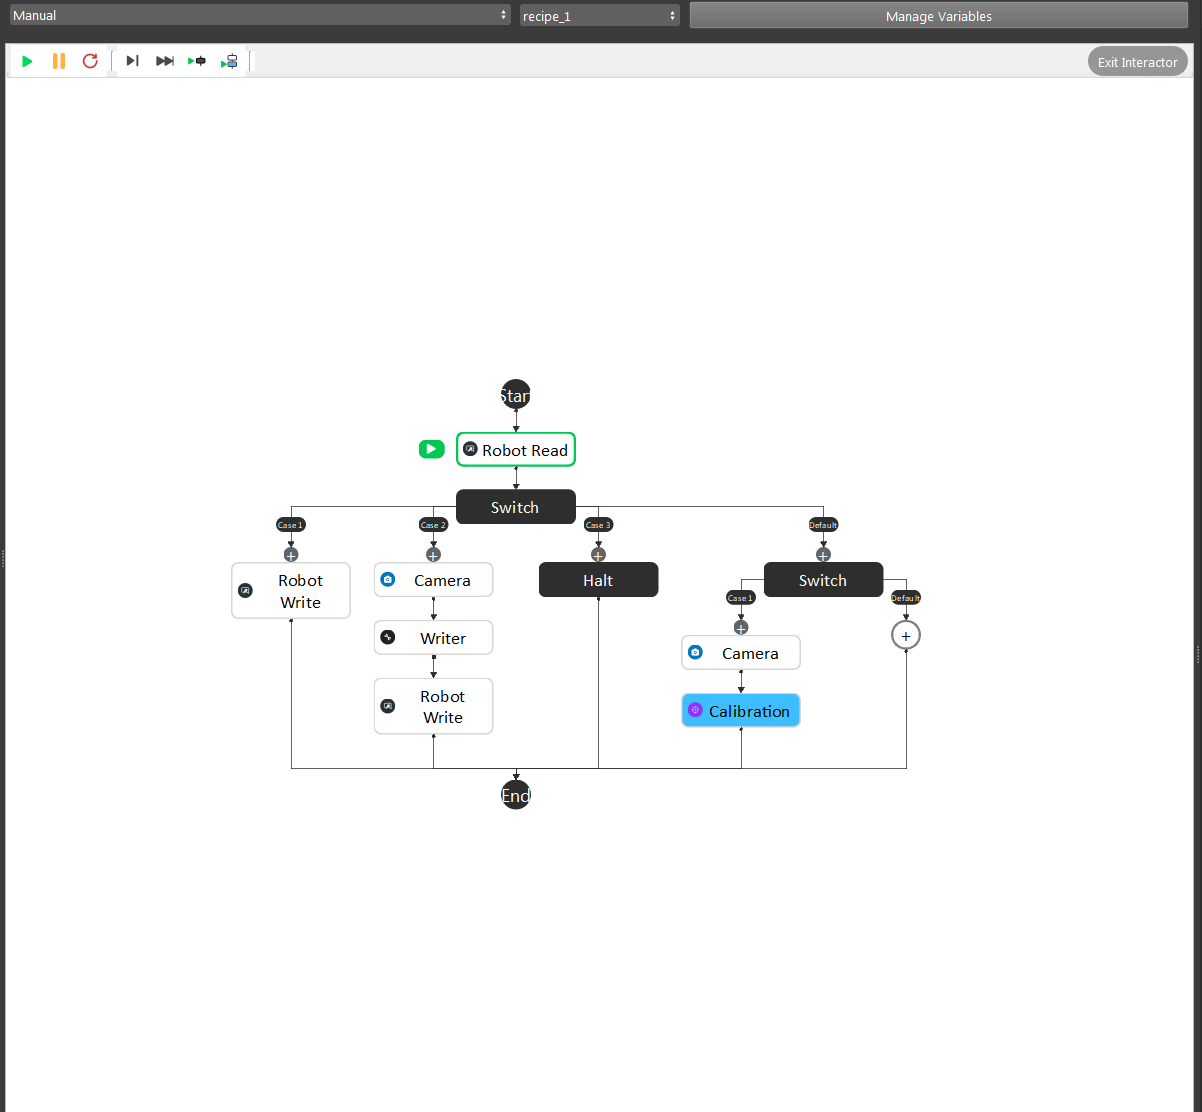 Manual
recipe_1
Manage Variables
Exit Interactor
Start
Robot Read
Switch
Case 1
Case 2
Case 3
Default
Robot
Write
Camera
Halt
Switch
Case 1
Default
Writer
Camera
Robot
Write
Calibration
End